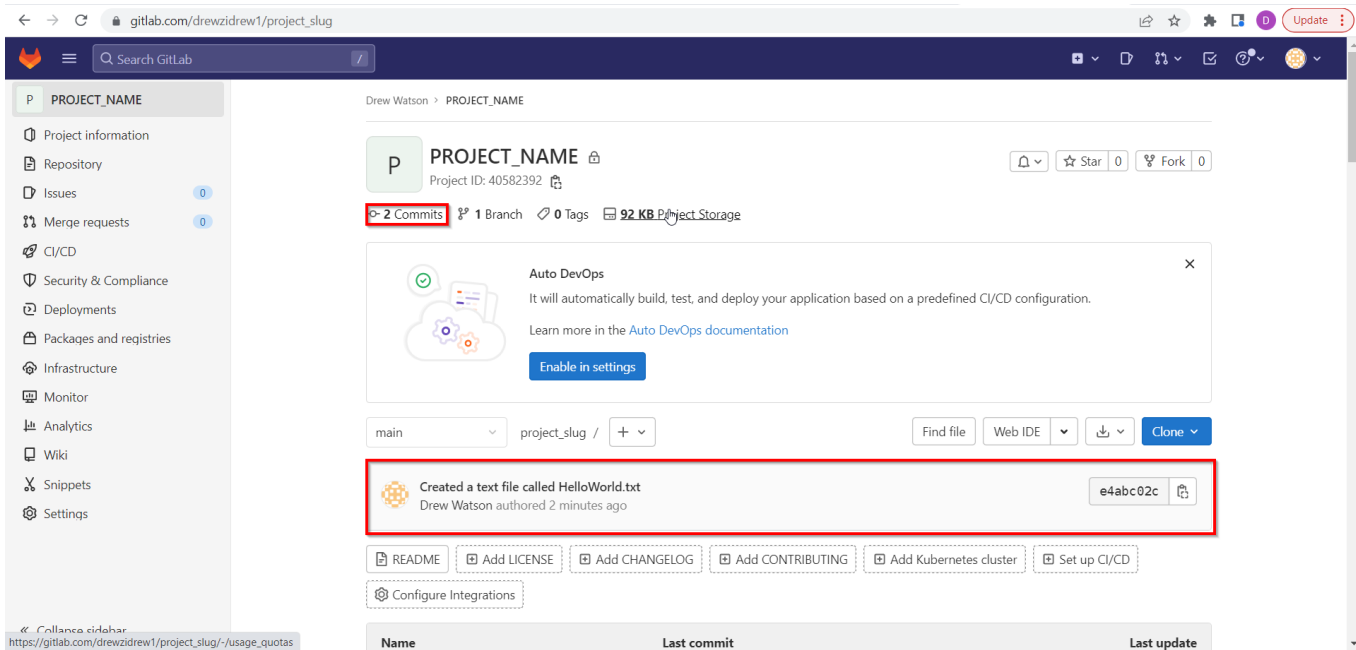 gitlab.com/drewzidrew1/project_slug
D
Update
Search GitLab
/
P PROJECT_NAME
Project information
Repository
Issues 0
Merge requests 0
CI/CD
Security & Compliance
Deployments
Packages and registries
Infrastructure
Monitor
Analytics
Wiki
Snippets
Settings
Collapse sidebar
https://gitlab.com/drewzidrew1/project_slug/-/usage_quotas
Drew Watson > PROJECT_NAME
P
PROJECT_NAME
Project ID: 40582392
Star 0
Fork 0
2 Commits 1 Branch 0 Tags 92 KB Project Storage
Auto DevOps
It will automatically build, test, and deploy your application based on a predefined CI/CD configuration.
Learn more in the Auto DevOps documentation
Enable in settings
main
project_slug /
+
Find file
Web IDE
Clone
Created a text file called HelloWorld.txt
Drew Watson authored 2 minutes ago
e4abc02c
README
Add LICENSE
Add CHANGELOG
Add CONTRIBUTING
Add Kubernetes cluster
Set up CI/CD
Configure Integrations
Name Last commit Last update